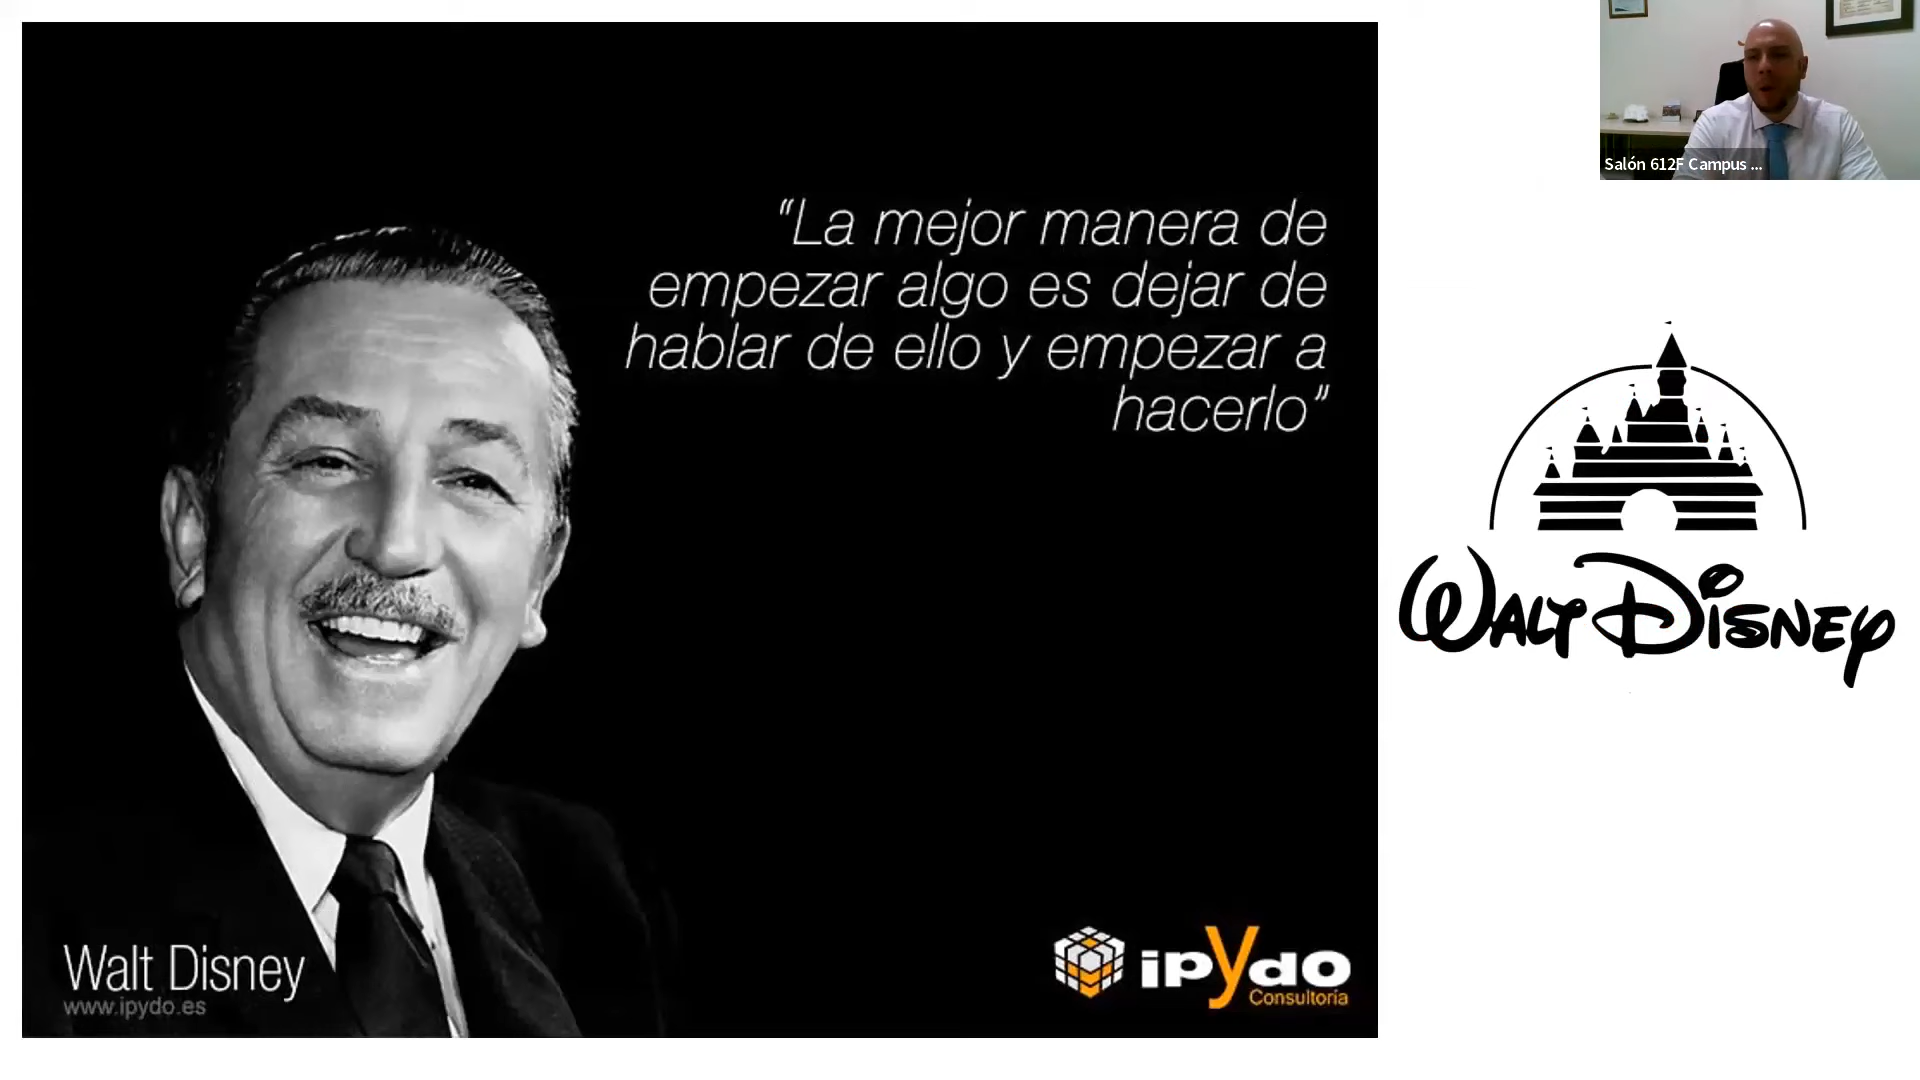 “La mejor manera de
empezar algo es dejar de
hablar de ello y empezar a
hacerlo”
Walt Disney
www.ipydo.es
ipydo
Consultoria
WALT DISNEY
Salón 612F Campus ...